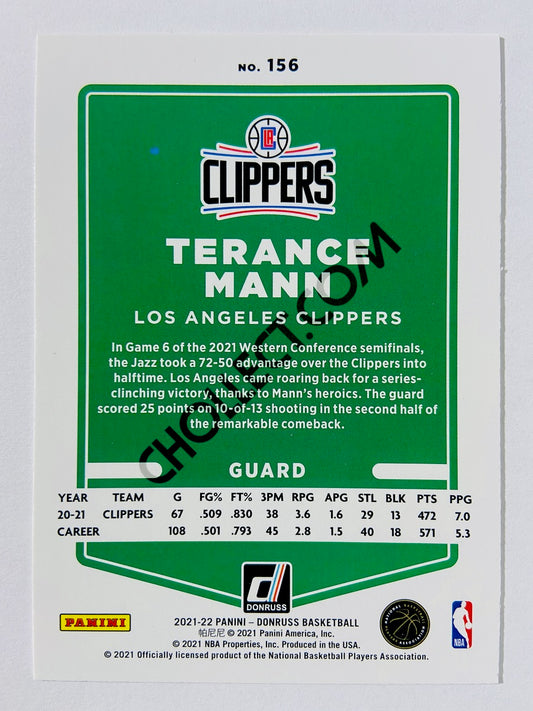 NO. 156
LAC
CLIPPERS
TERANCE
MANN
LOS ANGELES CLIPPERS
In Game 6 of the 2021 Western Conference semifinals,
the Jazz took a 72-50 advantage over the Clippers into
halftime. Los Angeles came roaring back for a series-
clinching victory, thanks to Mann's heroics. The guard
scored 25 points on 10-of-13 shooting in the second half of
the remarkable comeback.
CHOLLECT.COM
GUARD
YEAR TEAM G FG% FT% 3PM RPG APG STL BLK PTS PPG
20-21 CLIPPERS 67 .509 .830 38 3.6 1.6 29 13 472 7.0
CAREER 108 .501 .793 45 2.8 1.5 40 18 571 5.3
DONRUSS
PANINI
2021-22 PANINI – DONRUSS BASKETBALL
帕尼尼 © 2021 Panini America, Inc.
© 2021 NBA Properties, Inc. Produced in the USA.
© 2021 Officially licensed product of the National Basketball Players Association.
NBA